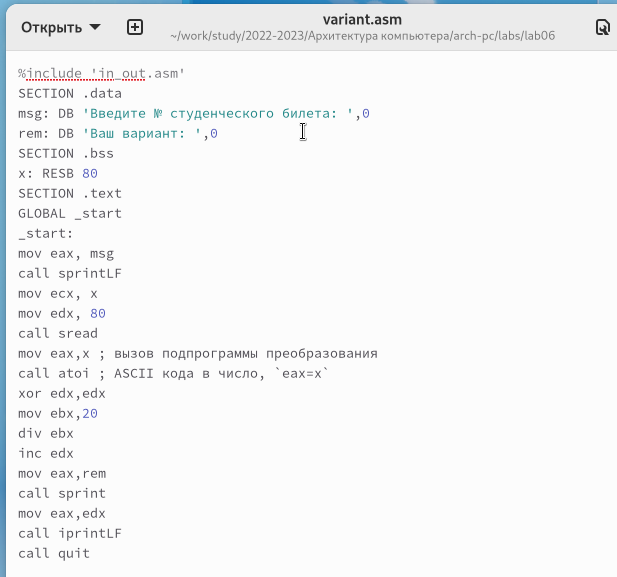 Открыть
variant.asm
~/work/study/2022-2023/Архитектура компьютера/arch-pc/labs/lab06
%include 'in_out.asm'
SECTION .data
msg: DB 'Введите № студенческого билета: ',0
rem: DB 'Ваш вариант: ',0
SECTION .bss
x: RESB 80
SECTION .text
GLOBAL _start
_start:
mov eax, msg
call sprintLF
mov ecx, x
mov edx, 80
call sread
mov eax,x ; вызов подпрограммы преобразования
call atoi ; ASCII кода в число, `eax=x`
xor edx,edx
mov ebx,20
div ebx
inc edx
mov eax,rem
call sprint
mov eax,edx
call iprintLF
call quit